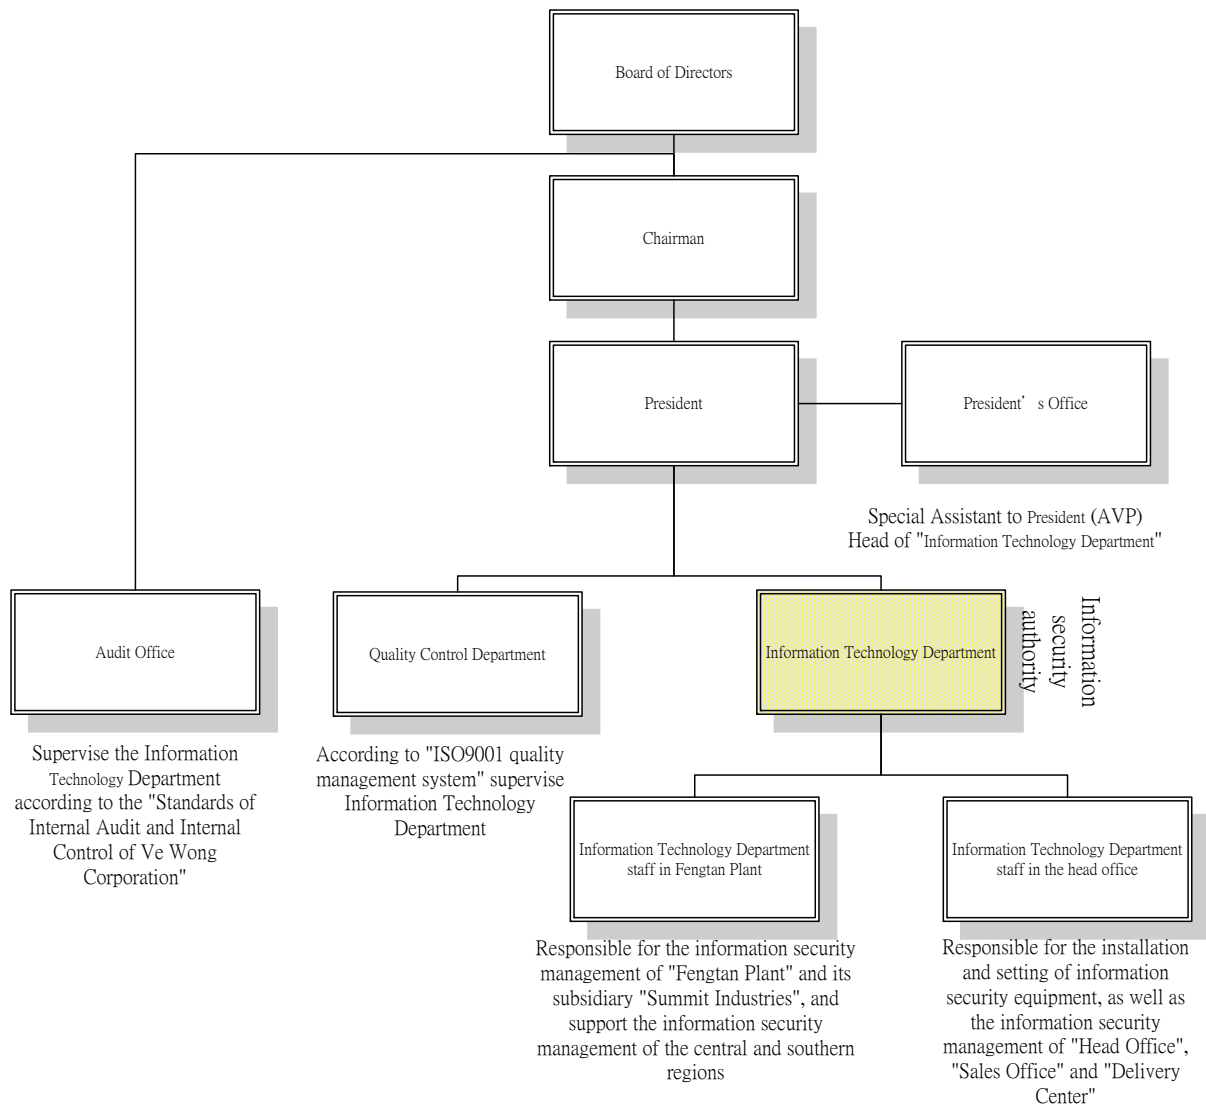 Board of Directors
Chairman
President
President’ s Office
Special Assistant to President (AVP)
Head of "Information Technology Department"
Audit Office
Supervise the Information
Technology Department
according to the "Standards of
Internal Audit and Internal
Control of Ve Wong
Corporation"
Quality Control Department
According to "ISO9001 quality
management system" supervise
Information Technology
Department
Information Technology Department
Information
security
authority
Information Technology Department
staff in Fengtan Plant
Responsible for the information security
management of "Fengtan Plant" and its
subsidiary "Summit Industries", and
support the information security
management of the central and southern
regions
Information Technology Department
staff in the head office
Responsible for the installation
and setting of information
security equipment, as well as
the information security
management of "Head Office",
"Sales Office" and "Delivery
Center"